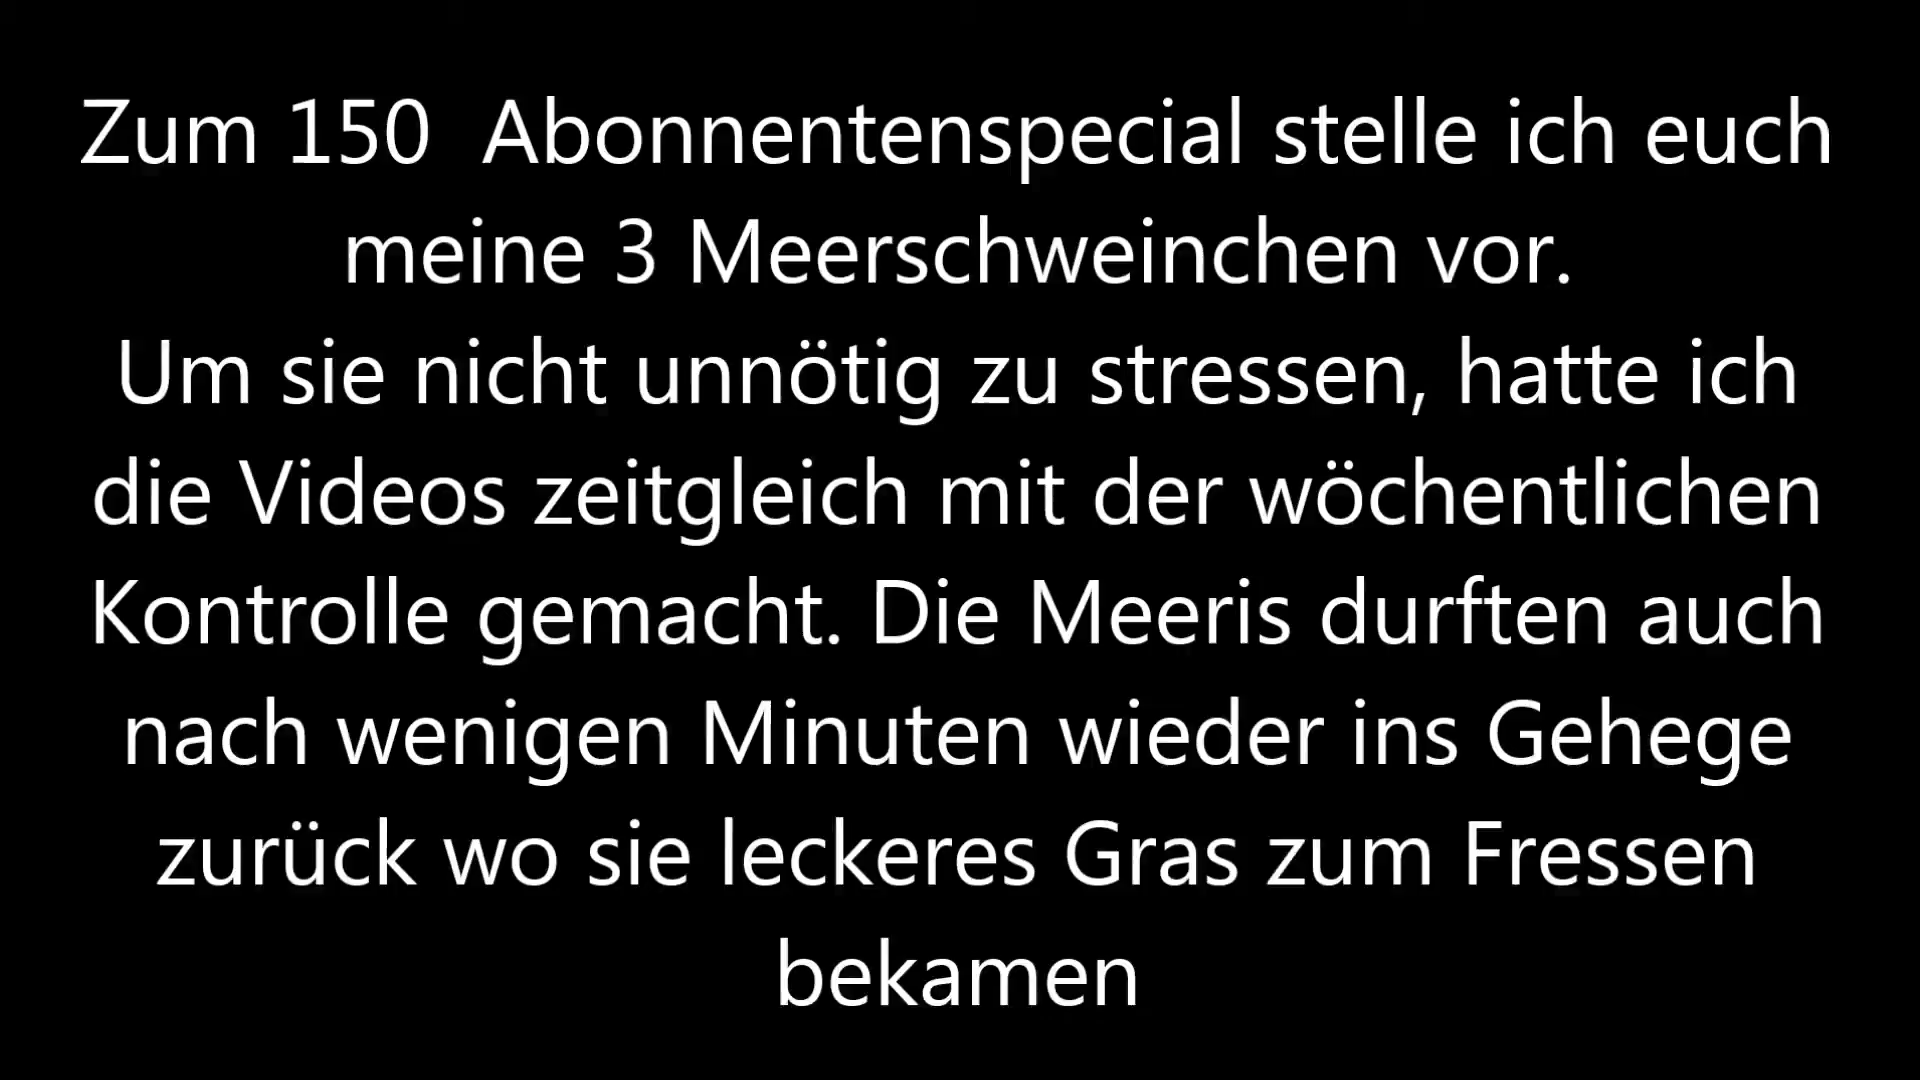 Zum 150  Abonnentenspecial stelle ich euch
meine 3 Meerschweinchen vor.
Um sie nicht unnötig zu stressen, hatte ich
die Videos zeitgleich mit der wöchentlichen
Kontrolle gemacht. Die Meeris durften auch
nach wenigen Minuten wieder ins Gehege
zurück wo sie leckeres Gras zum Fressen
bekamen